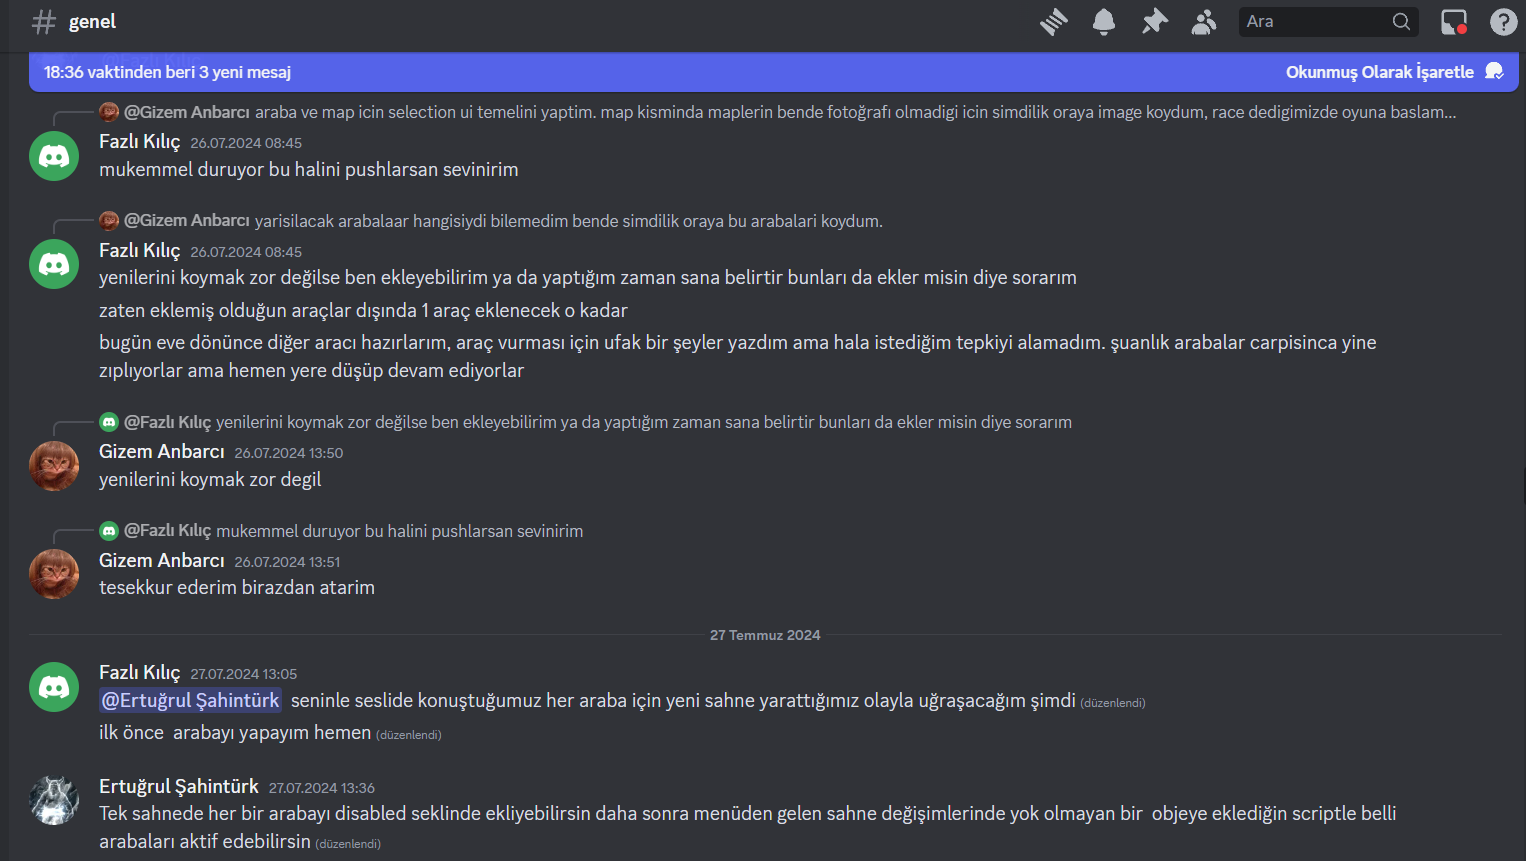 genel
Ara
18:36 vaktinden beri 3 yeni mesaj
Okunmuş Olarak İşaretle
@Gizem Anbarcı araba ve map icin selection ui temelini yaptim. map kisminda maplerin bende fotoğrafı olmadigi icin simdilik oraya image koydum, race dedigimizde oyuna baslam...
Fazlı Kılıç 26.07.2024 08:45
mukemmel duruyor bu halini pushlarsan sevinirim
@Gizem Anbarcı yarisilacak arabalaar hangisiydi bilemedim bende simdilik oraya bu arabalari koydum.
Fazlı Kılıç 26.07.2024 08:45
yenilerini koymak zor değilse ben ekleyebilirim ya da yaptığım zaman sana belirtir bunları da ekler misin diye sorarım
zaten eklemiş olduğun araçlar dışında 1 araç eklenecek o kadar
bugün eve dönünce diğer aracı hazırlarım, araç vurması için ufak bir şeyler yazdım ama hala istediğim tepkiyi alamadım. şuanlık arabalar carpisinca yine
zıplıyorlar ama hemen yere düşüp devam ediyorlar
@Fazlı Kılıç yenilerini koymak zor değilse ben ekleyebilirim ya da yaptığım zaman sana belirtir bunları da ekler misin diye sorarım
Gizem Anbarcı 26.07.2024 13:50
yenilerini koymak zor degil
@Fazlı Kılıç mukemmel duruyor bu halini pushlarsan sevinirim
Gizem Anbarcı 26.07.2024 13:51
tesekkur ederim birazdan atarim
27 Temmuz 2024
Fazlı Kılıç 27.07.2024 13:05
@Ertuğrul Şahintürk seninle seslide konuştuğumuz her araba için yeni sahne yarattığımız olayla uğraşacağım şimdi (düzenlendi)
ilk önce arabayı yapayım hemen (düzenlendi)
Ertuğrul Şahintürk 27.07.2024 13:36
Tek sahnede her bir arabayı disabled seklinde ekliyebilirsin daha sonra menüden gelen sahne değişimlerinde yok olmayan bir objeye eklediğin scriptle belli
arabaları aktif edebilirsin (düzenlendi)